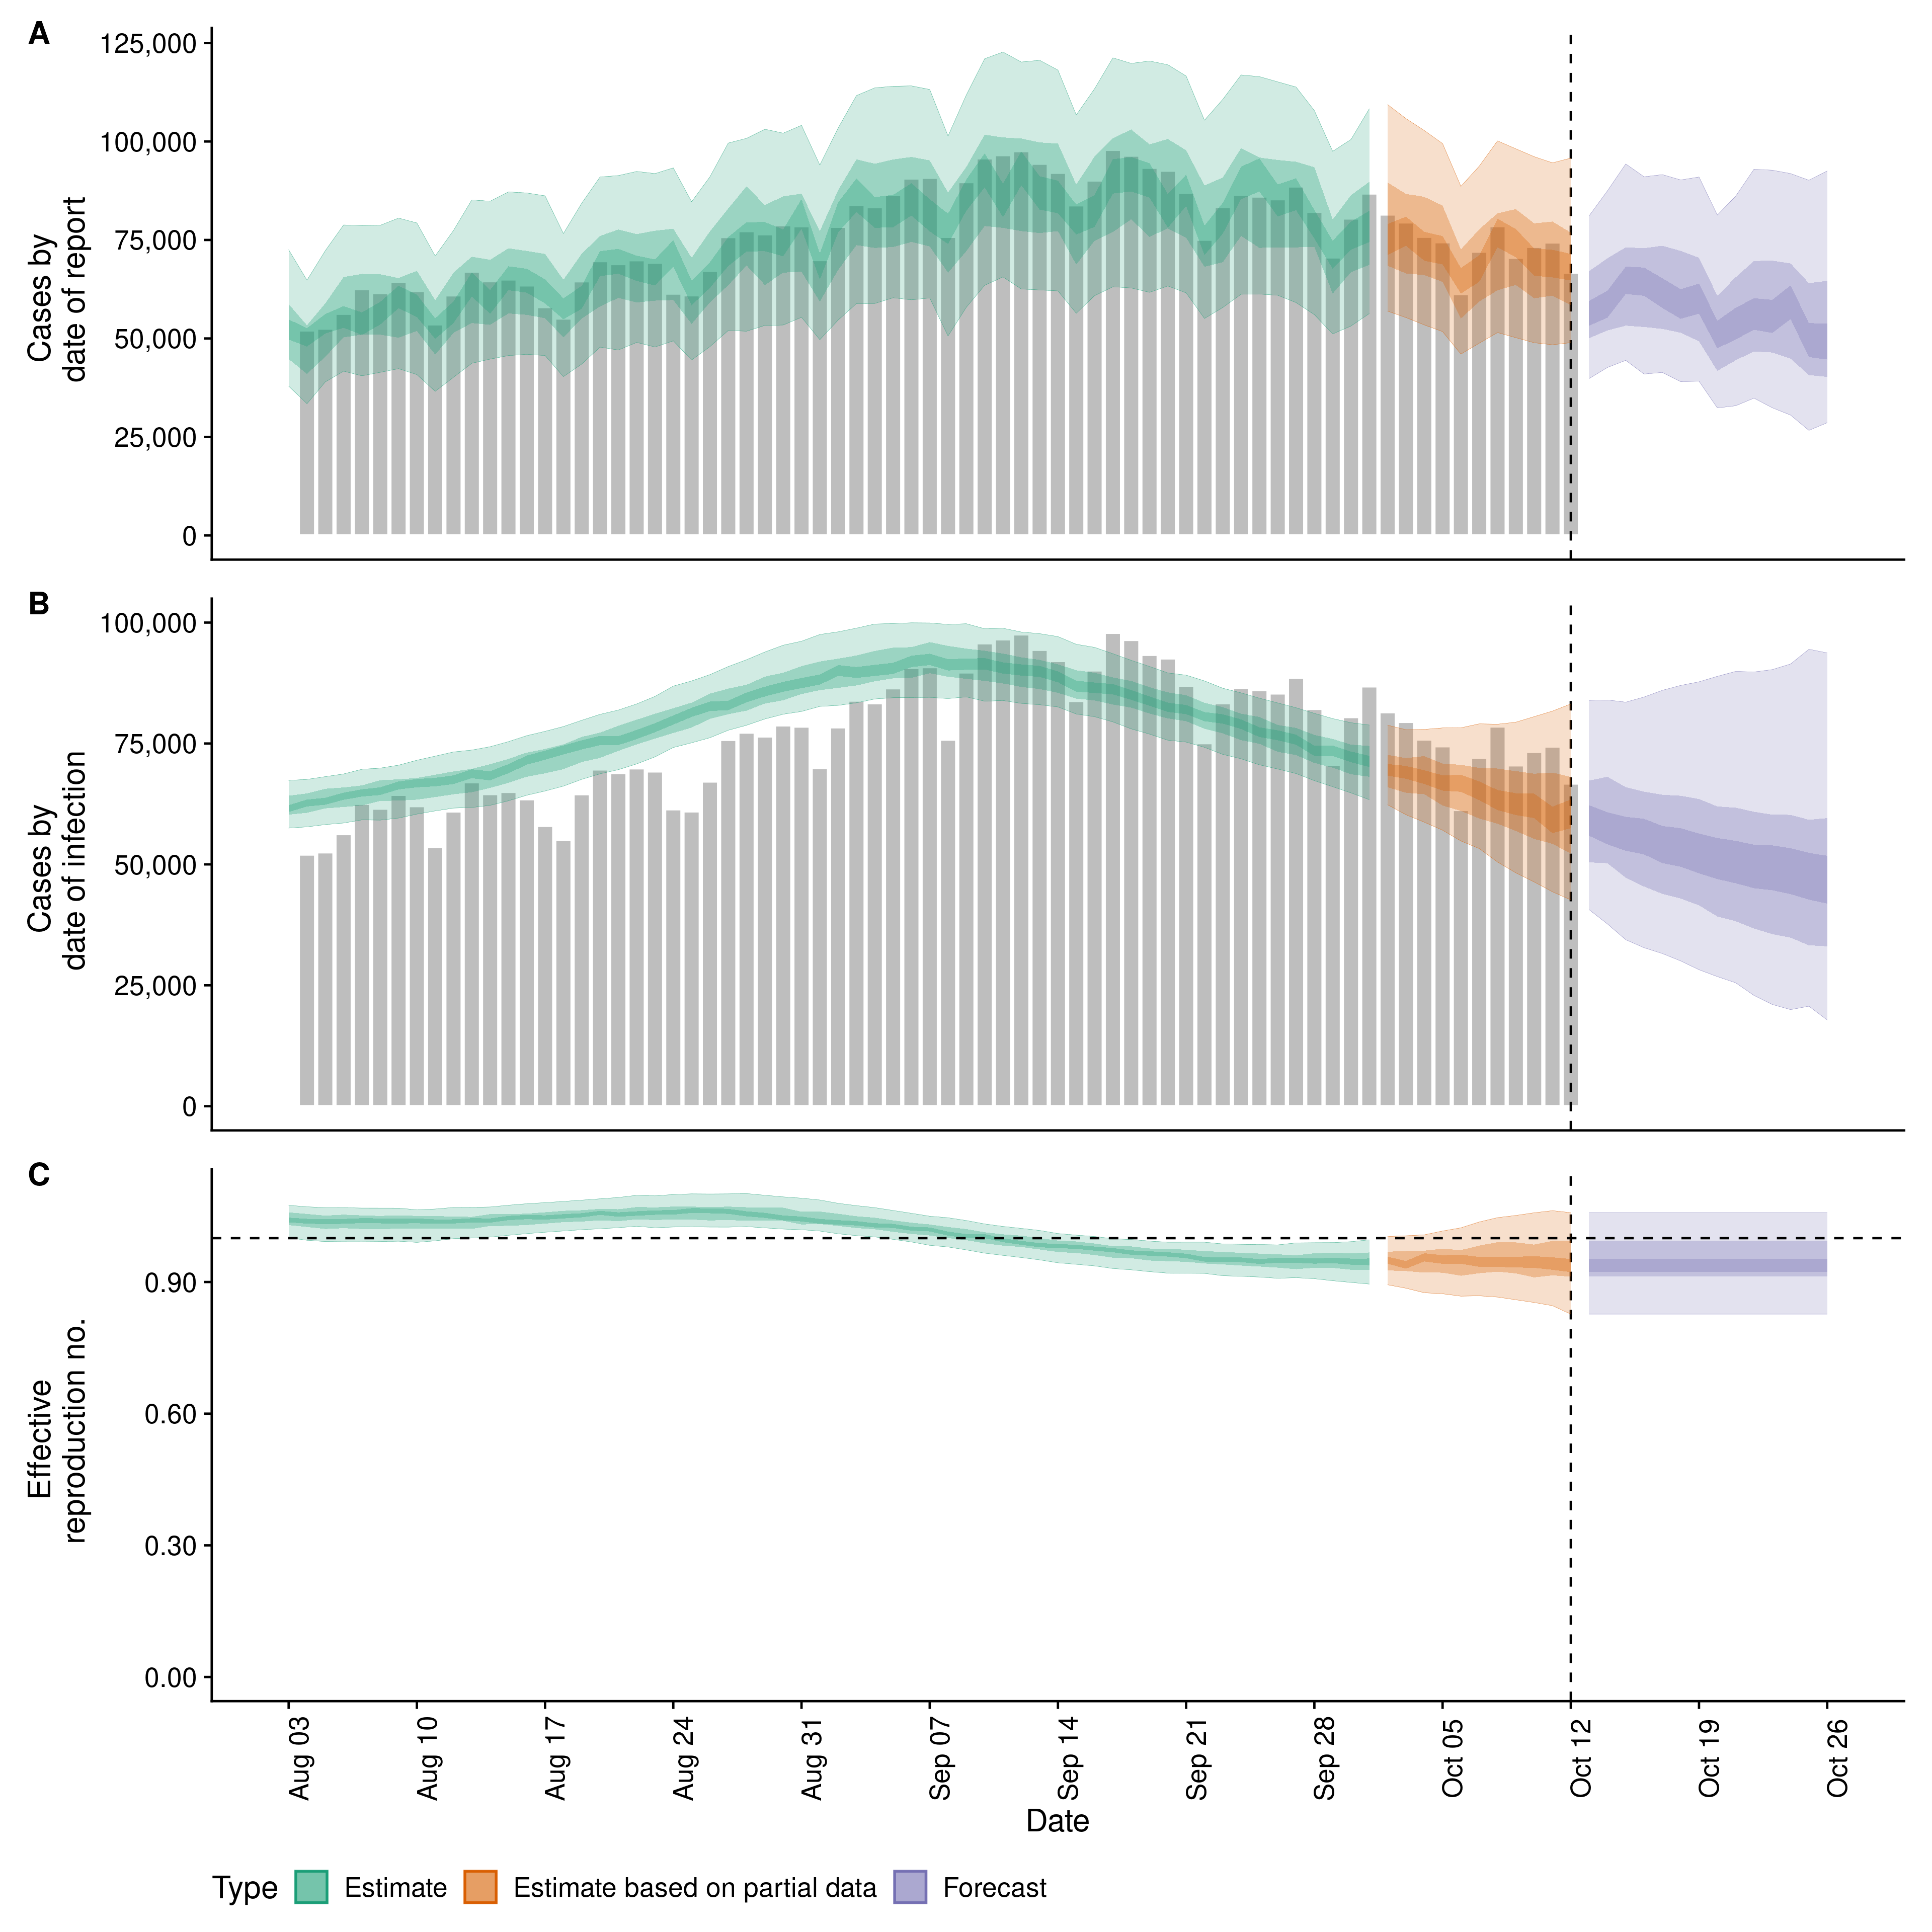 A
125,000
100,000
75,000
50,000
25,000
0
Cases by
date of report
B
100,000
75,000
50,000
25,000
0
Cases by
date of infection
C
0.90
0.60
0.30
0.00
Effective
reproduction no.
Aug 03
Aug 10
Aug 17
Aug 24
Aug 31
Sep 07
Sep 14
Sep 21
Sep 28
Oct 05
Oct 12
Oct 19
Oct 26
Date
Type Estimate Estimate based on partial data Forecast